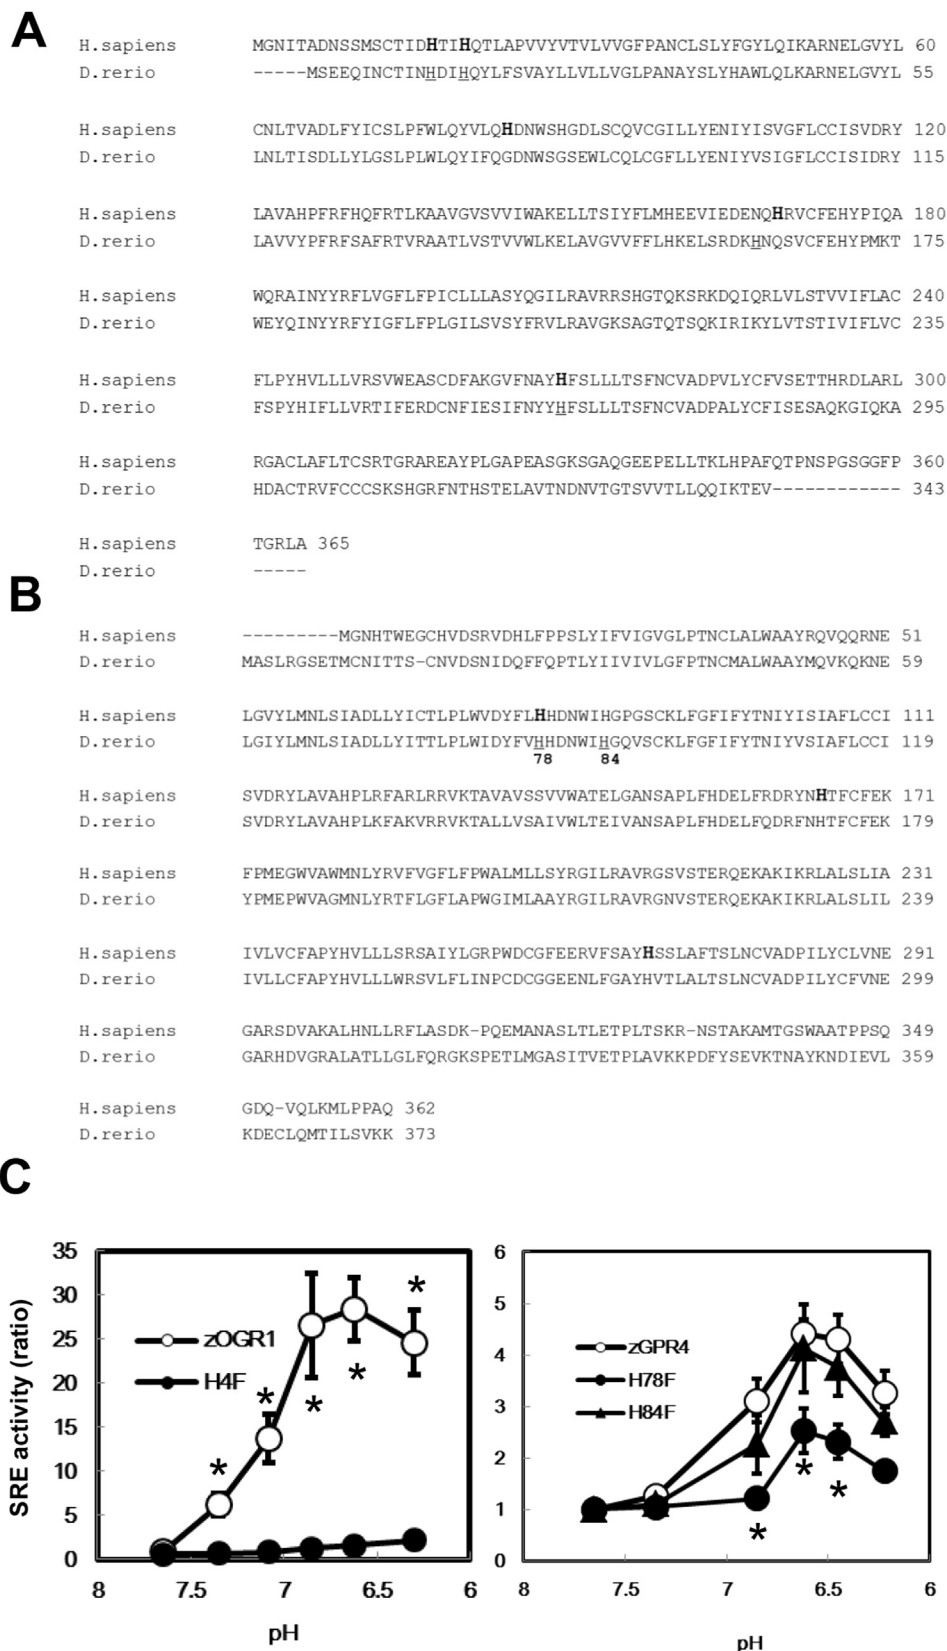 A
H.sapiens MGNITADNSSMSCTIDHTIHQTLAPVVYVTVLVVGFPANCLSLYFGYLQIKARNELGVYL 60
D.rerio -----MSEEQINCTINHDIHQYLFSVAYLLVLLVGLPANAYSLYHAWLQLKARNELGVYL 55
H.sapiens CNLTVADLFYICSLPFWLQYVLQHDNWSHGDLSCQVCGILLYENIYISVGFLCCISVDRY 120
D.rerio LNLTISDLLYLGSLPLWLQYIFQGDNWSGSEWLCQLCGFLLYENIYVSIGFLCCISIDRY 115
H.sapiens LAVAHPFRFHQFRTLKAAVGVSVVIWAKELLTSIYFLMHEEVIEDENQHRVCFEHYPIQA 180
D.rerio LAVVYPFRFSAFRTVRAATLVSTVVWLKELAVGVVFFLHKELSRDKHNQSVCFEHYPMKT 175
H.sapiens WQRAINYYRFLVGFLFPICLLLASYQGILRAVRRSHGTQKSRKDQIQRLVLSTVVIFLAC 240
D.rerio WEYQINYYRFYIGFLFPLGILSVSYFRVLRAVGKSAGTQTSQKIRIKYLVTSTIVIFLVC 235
H.sapiens FLPYHVLLLVRSVWEASCDFAKGVFNAYHFSLLLTSFNCVADPVLYCFVSETTHRDLARL 300
D.rerio FSPYHIFLLVRTIFERDCNFIESIFNYYHFSLLLTSFNCVADPALYCFISESAQKGIQKA 295
H.sapiens RGACLAFLTCSRTGRAREAYPLGAPEASGKSGAQGEEPELLTKLHPAFQTPNSPGSGGFP 360
D.rerio HDACTRVFCCCSKSHGRFNTHSTELAVTNDNVTGTSVVTLLQQIKTEV------------ 343
H.sapiens TGRLA 365
D.rerio -----
B
H.sapiens ---------MGNHTWEGCHVDSRVDHLFPPSLYIFVIGVGLPTNCLALWAAYRQVQQRNE 51
D.rerio MASLRGSETMCNITTS-CNVDSNIDQFFQPTLYIIVIVLGFPTNCMALWAAYMQVKQKNE 59
H.sapiens LGVYLMNLSIADLLYICTLPLWVDYFLHHDNWIHGPGSCKLFGFIFYTNIYISIAFLCCI 111
D.rerio LGIYLMNLSIADLLYITTLPLWIDYFVHHDNWIHGQVSCKLFGFIFYTNIYVSIAFLCCI 119
78 84
H.sapiens SVDRYLAVAHPLRFARLRRVKTAVAVSSVVWATELGANSAPLFHDELFRDRYNHTFCFEK 171
D.rerio SVDRYLAVAHPLKFAKVRRVKTALLVSAIVWLTEIVANSAPLFHDELFQDRFNHTFCFEK 179
H.sapiens FPMEGWVAWMNLYRVFVGFLFPWALMLLSYRGILRAVRGSVSTERQEKAKIKRLALSLIA 231
D.rerio YPMEPWVAGMNLYRTFLGFLAPWGIMLAAYRGILRAVRGNVSTERQEKAKIKRLALSLIL 239
H.sapiens IVLVCFAPYHVLLLSRSAIYLGRPWDCGFEERVFSAYHSSLAFTSLNCVADPILYCLVNE 291
D.rerio IVLLCFAPYHVLLLWRSVLFLINPCDCGGEENLFGAYHVTLALTSLNCVADPILYCFVNE 299
H.sapiens GARSDVAKALHNLLRFLASDK-PQEMANASLTLETPLTSKR-NSTAKAMTGSWAATPPSQ 349
D.rerio GARHDVGRALATLLGLFQRGKSPETLMGASITVETPLAVKKPDFYSEVKTNAYKNDIEVL 359
H.sapiens GDQ-VQLKMLPPAQ 362
D.rerio KDECLQMTILSVKK 373
C
SRE activity (ratio)
35
30
25
20
15
10
5
0
zOGR1
H4F
* * * * *
8 7.5 7 6.5 6
pH
6
5
4
3
2
1
0
zGPR4
H78F
H84F
* * *
8 7.5 7 6.5 6
pH